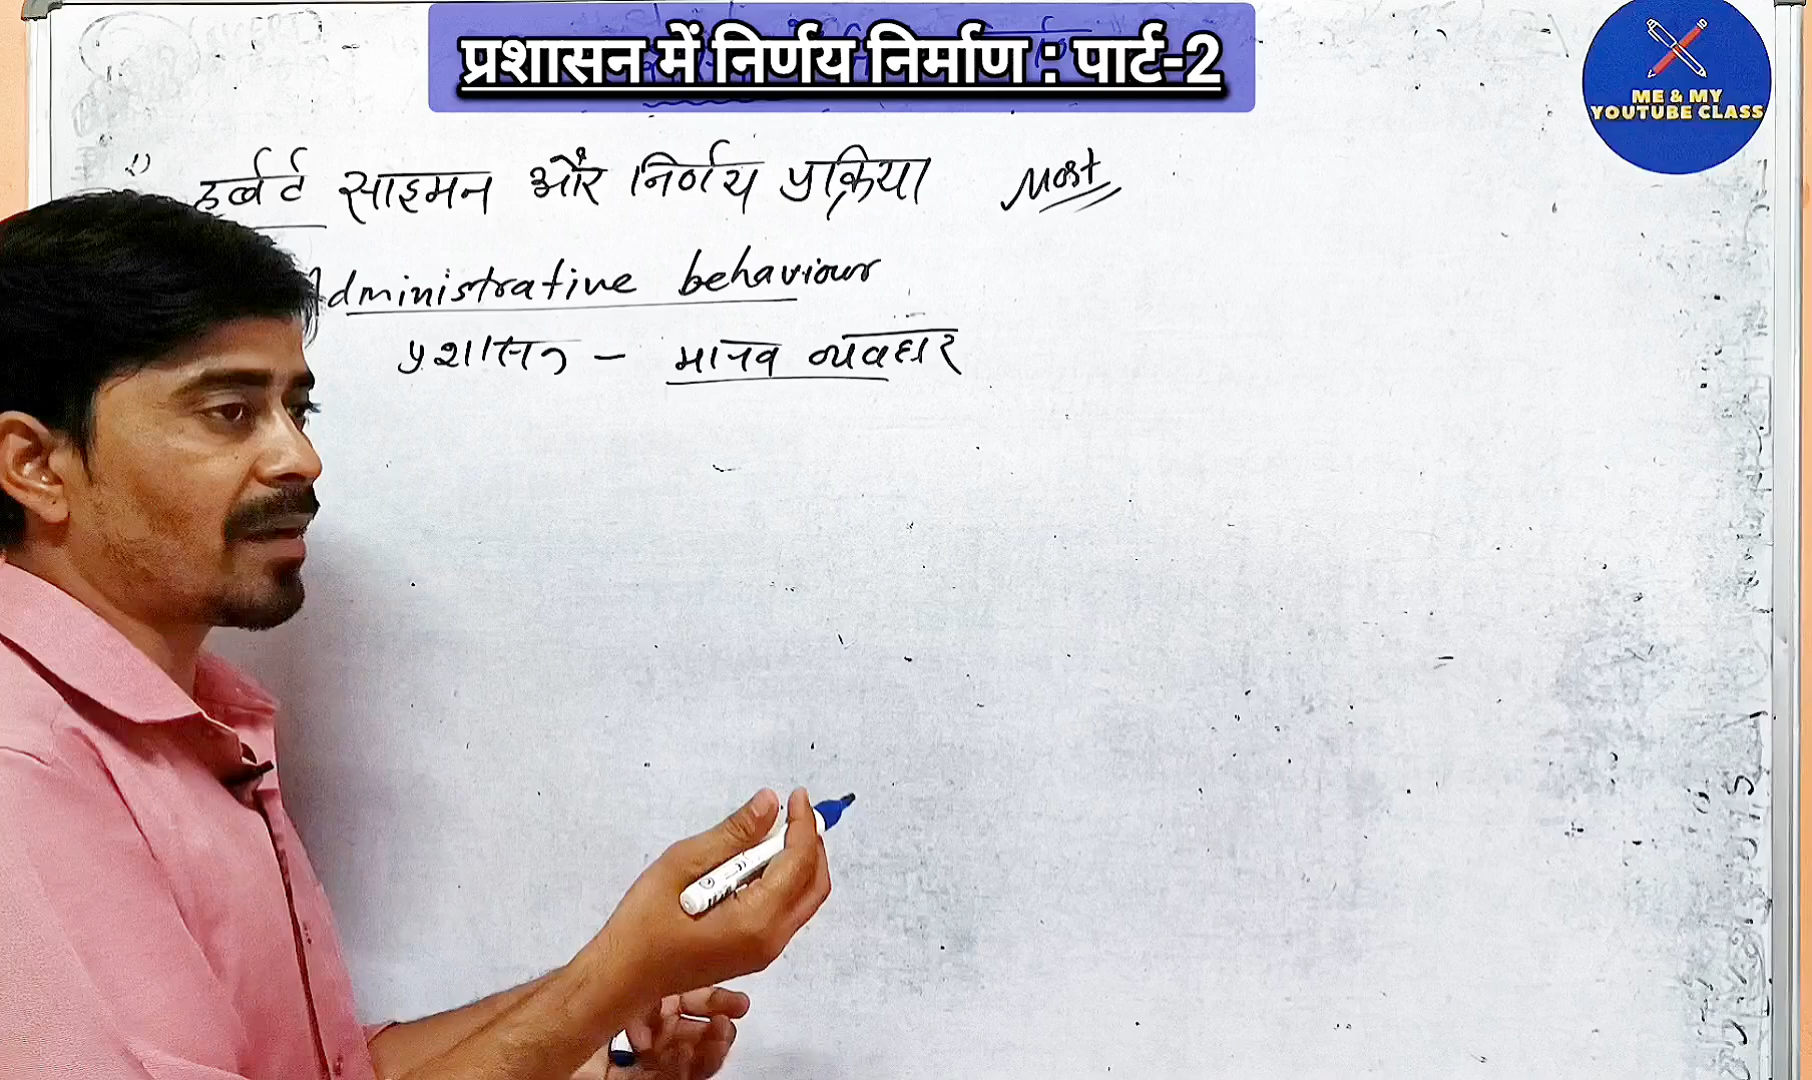 प्रशासन में निर्णय निर्माण : पार्ट-2
ME & MY
YOUTUBE CLASS
हर्बर्ट साइमन और निर्णय प्रक्रिया Most
Administrative behaviour
प्रशासन - मानव व्यवहार